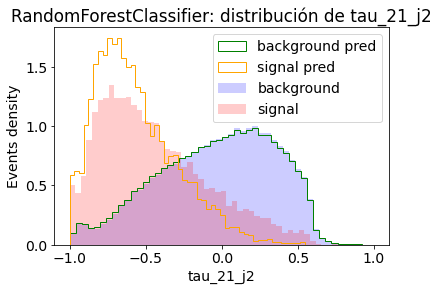 RandomForestClassifier: distribución de tau_21_j2
background pred
signal pred
background
signal
Events density
1.5
1.0
0.5
0.0
−1.0 −0.5 0.0 0.5 1.0
tau_21_j2